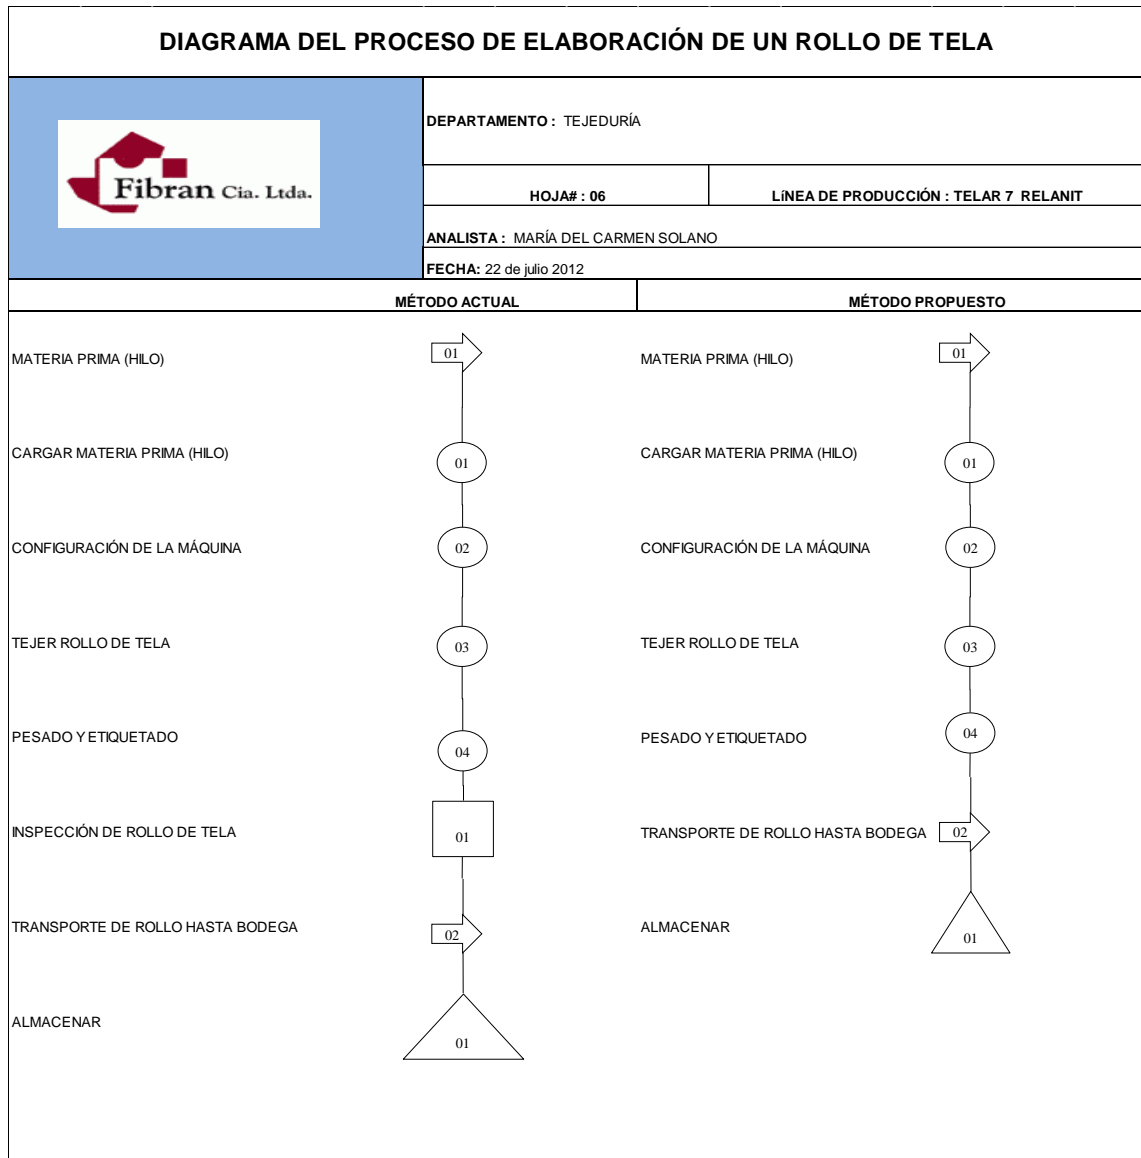 DIAGRAMA DEL PROCESO DE ELABORACIÓN DE UN ROLLO DE TELA
Fibran Cia. Ltda.
DEPARTAMENTO : TEJEDURÍA
HOJA# : 06
LíNEA DE PRODUCCIÓN : TELAR 7 RELANIT
ANALISTA : MARÍA DEL CARMEN SOLANO
FECHA: 22 de julio 2012
MÉTODO ACTUAL
MATERIA PRIMA (HILO) 01
CARGAR MATERIA PRIMA (HILO) 01
CONFIGURACIÓN DE LA MÁQUINA 02
TEJER ROLLO DE TELA 03
PESADO Y ETIQUETADO 04
INSPECCIÓN DE ROLLO DE TELA 01
TRANSPORTE DE ROLLO HASTA BODEGA 02
ALMACENAR 01
MÉTODO PROPUESTO
MATERIA PRIMA (HILO) 01
CARGAR MATERIA PRIMA (HILO) 01
CONFIGURACIÓN DE LA MÁQUINA 02
TEJER ROLLO DE TELA 03
PESADO Y ETIQUETADO 04
TRANSPORTE DE ROLLO HASTA BODEGA 02
ALMACENAR 01